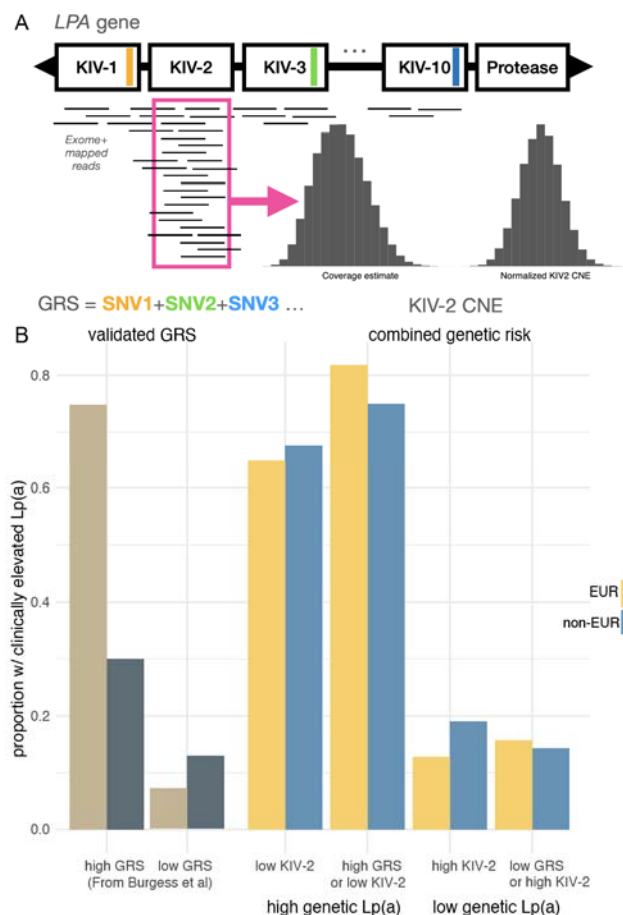 A
LPA gene
KIV-1 KIV-2 KIV-3 ... KIV-10 Protease
Exome+
mapped
reads
Coverage estimate Normalized KIV2 CNE
GRS = SNV1+SNV2+SNV3 ... KIV-2 CNE
B validated GRS combined genetic risk
proportion w/ clinically elevated Lp(a)
0.8
0.6
0.4
0.2
0.0
EUR
non-EUR
high GRS low GRS low KIV-2 high GRS high KIV-2 low GRS
(From Burgess et al) or low KIV-2 or high KIV-2
high genetic Lp(a) low genetic Lp(a)